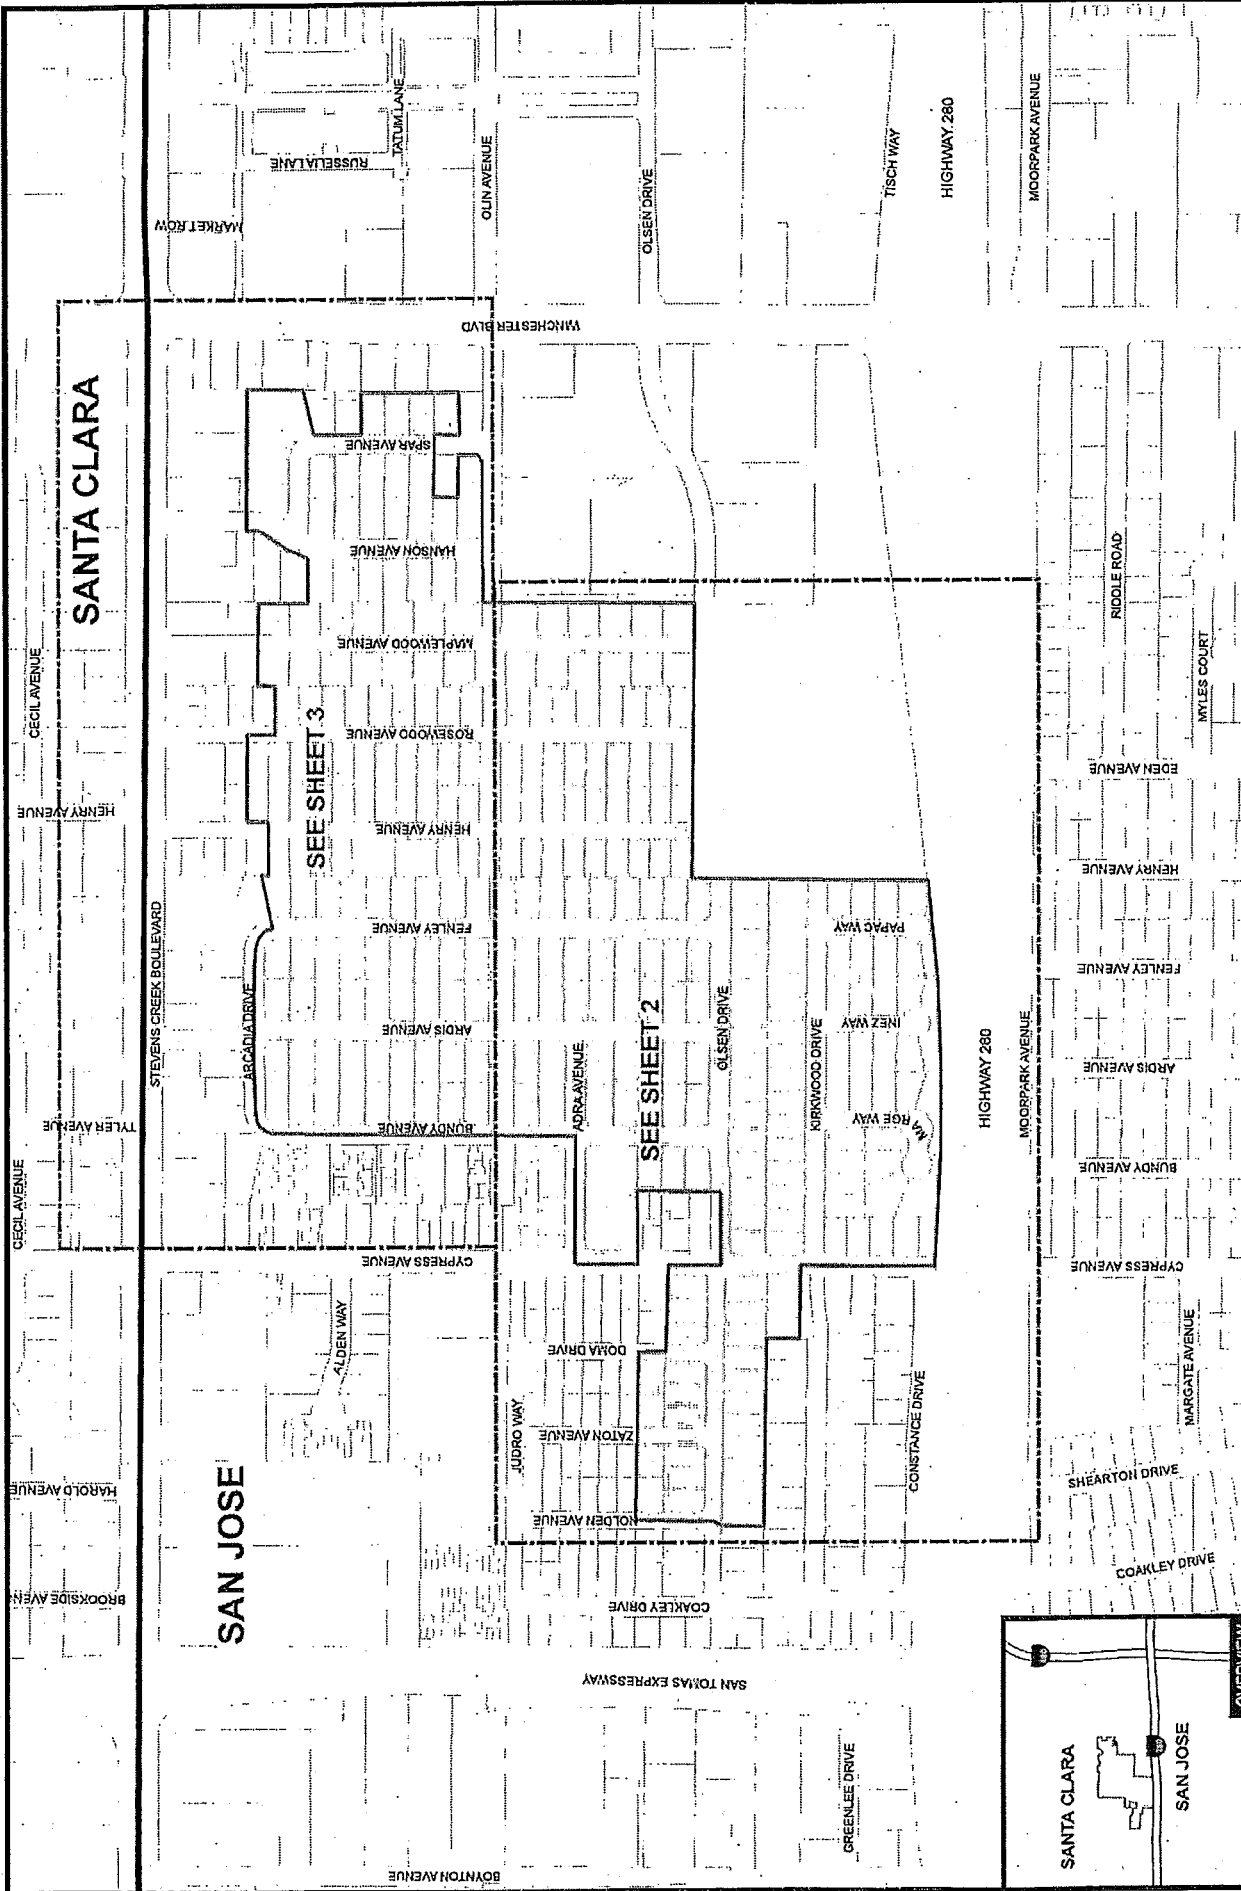 SANTA CLARA
SAN JOSE
CECIL AVENUE
CECIL AVENUE
HENRY AVENUE
TYLER AVENUE
HAROLD AVENUE
STEVENS CREEK BOULEVARD
MARKET ROW
RUSSELIA LANE
TATUM LANE
OLIN AVENUE
OLSEN DRIVE
TISCH WAY
HIGHWAY 280
MOORPARK AVENUE
WINCHESTER BLVD
SPAR AVENUE
HANSON AVENUE
MAPLEWOOD AVENUE
ROSEWOOD AVENUE
HENRY AVENUE
FENLEY AVENUE
ARDIS AVENUE
BUNDY AVENUE
CYPRESS AVENUE
SEE SHEET 3
ARCADIA DRIVE
ALDEN WAY
SEE SHEET 2
ADRA AVENUE
OLSEN DRIVE
KIRKWOOD DRIVE
PAPAC WAY
INEZ WAY
MARGE WAY
HIGHWAY 280
MOORPARK AVENUE
DOMA DRIVE
ZATON AVENUE
JUDRO WAY
HOLDEN AVENUE
CONSTANCE DRIVE
COAKLEY DRIVE
SAN TOMAS EXPRESSWAY
BOYNTON AVENUE
GREENLEE DRIVE
RIDDLE ROAD
MYLES COURT
EDEN AVENUE
HENRY AVENUE
FENLEY AVENUE
ARDIS AVENUE
BUNDY AVENUE
CYPRESS AVENUE
MARGATE AVENUE
SHEARTON DRIVE
COAKLEY DRIVE
SANTA CLARA
SAN JOSE